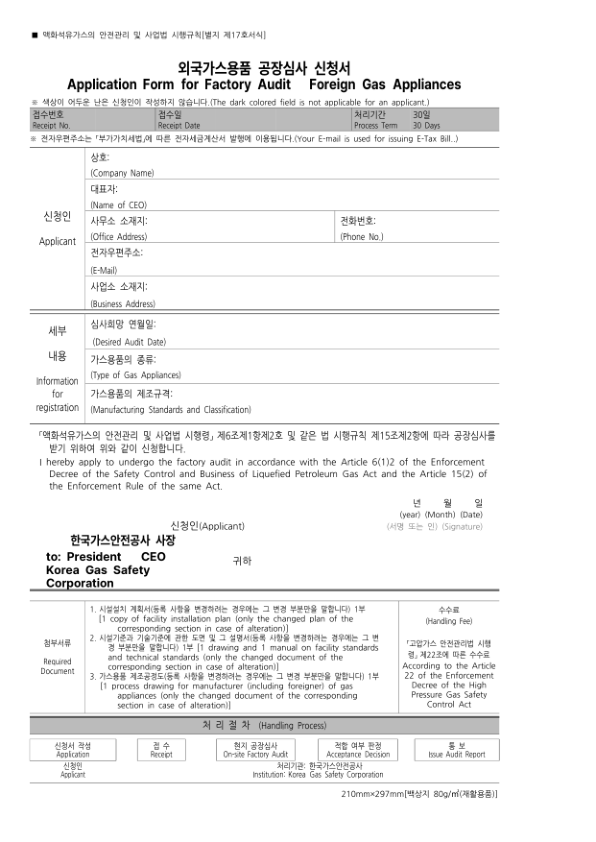 ■ 액화석유가스의 안전관리 및 사업법 시행규칙[별지 제17호서식]
외국가스용품 공장심사 신청서
Application Form for Factory Audit Foreign Gas Appliances
※ 색상이 어두운 난은 신청인이 작성하지 않습니다.(The dark colored field is not applicable for an applicant.)
접수번호 접수일 처리기간 30일
Receipt No. Receipt Date Process Term 30 Days
※ 전자우편주소는 「부가가치세법」에 따른 전자세금계산서 발행에 이용됩니다.(Your E-mail is used for issuing E-Tax Bill..)
신청인
Applicant
상호:
(Company Name)
대표자:
(Name of CEO)
사무소 소재지: 전화번호:
(Office Address) (Phone No.)
전자우편주소:
(E-Mail)
사업소 소재지:
(Business Address)
세부
내용
Information
for
registration
심사희망 연월일:
(Desired Audit Date)
가스용품의 종류:
(Type of Gas Appliances)
가스용품의 제조규격:
(Manufacturing Standards and Classification)
「액화석유가스의 안전관리 및 사업법 시행령」 제6조제1항제2호 및 같은 법 시행규칙 제15조제2항에 따라 공장심사를
받기 위하여 위와 같이 신청합니다.
I hereby apply to undergo the factory audit in accordance with the Article 6(1)2 of the Enforcement
Decree of the Safety Control and Business of Liquefied Petroleum Gas Act and the Article 15(2) of
the Enforcement Rule of the same Act.
년 월 일
(year) (Month) (Date)
신청인(Applicant) (서명 또는 인) (Signature)
한국가스안전공사 사장
to: President CEO
Korea Gas Safety
Corporation
귀하
첨부서류
Required
Document
1. 시설설치 계획서(등록 사항을 변경하려는 경우에는 그 변경 부분만을 말합니다) 1부
[1 copy of facility installation plan (only the changed plan of the
corresponding section in case of alteration)]
2. 시설기준과 기술기준에 관한 도면 및 그 설명서(등록 사항을 변경하려는 경우에는 그 변
경 부분만을 말합니다) 1부 [1 drawing and 1 manual on facility standards
and technical standards (only the changed document of the
corresponding section in case of alteration)]
3. 가스용품 제조공정도(등록 사항을 변경하려는 경우에는 그 변경 부분만을 말합니다) 1부
[1 process drawing for manufacturer (including foreigner) of gas
appliances (only the changed document of the corresponding
section in case of alteration)]
수수료
(Handling Fee)
「고압가스 안전관리법 시행
령」 제22조에 따른 수수료
According to the Article
22 of the Enforcement
Decree of the High
Pressure Gas Safety
Control Act
처 리 절 차 (Handling Process)
신청서 작성 접 수 현지 공장심사 적합 여부 판정 통 보
Application Receipt On-site Factory Audit Acceptance Decision Issue Audit Report
신청인 처리기관: 한국가스안전공사
Applicant Institution: Korea Gas Safety Corporation
210mm×297mm[백상지 80g/㎡(재활용품)]